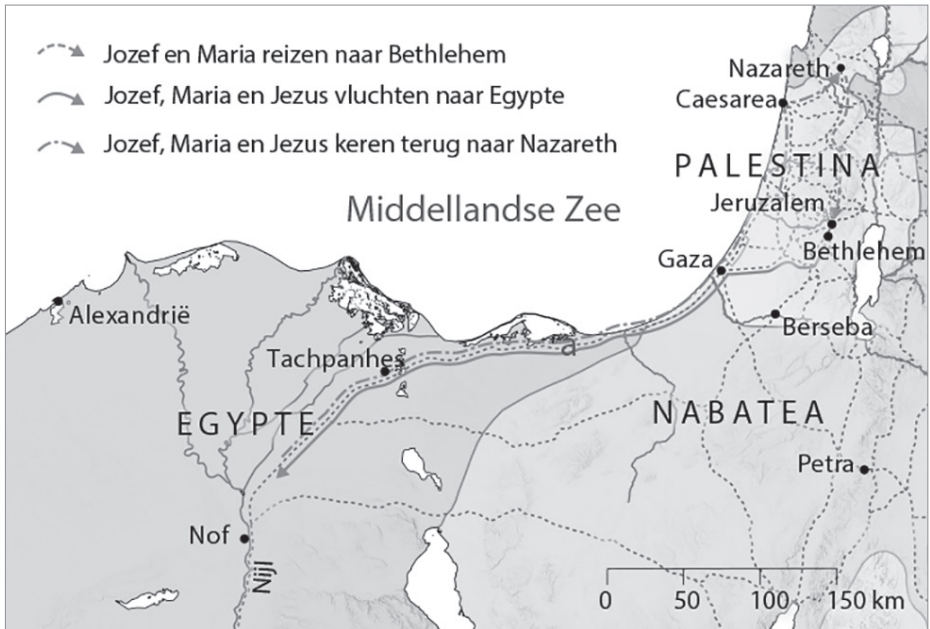 Jozef en Maria reizen naar Bethlehem
Jozef, Maria en Jezus vluchten naar Egypte
Jozef, Maria en Jezus keren terug naar Nazareth
Nazareth
Caesarea
PALESTINA
Jeruzalem
Middellandse Zee
Bethlehem
Gaza
Alexandrië
Berseba
a
Tachpanhes
EGYPTE
NABATEA
Petra
Nof
Nijl
0 50 100 150 km